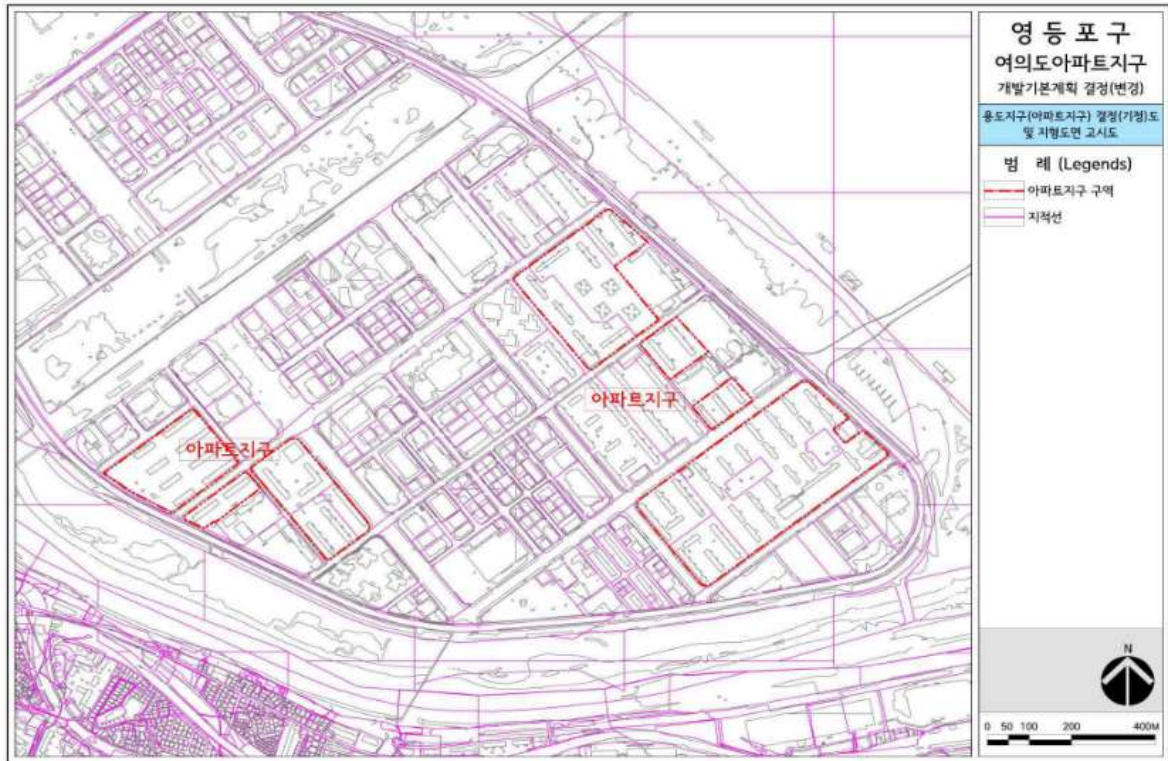 영등포구
여의도아파트지구
개발기본계획 결정(변경)
용도지구(아파트지구) 결정(기정)도
및 지형도면 고시도
범 례 (Legends)
아파트지구 구역
지적선
아파트지구
아파트지구
N
0 50 100 200 400M